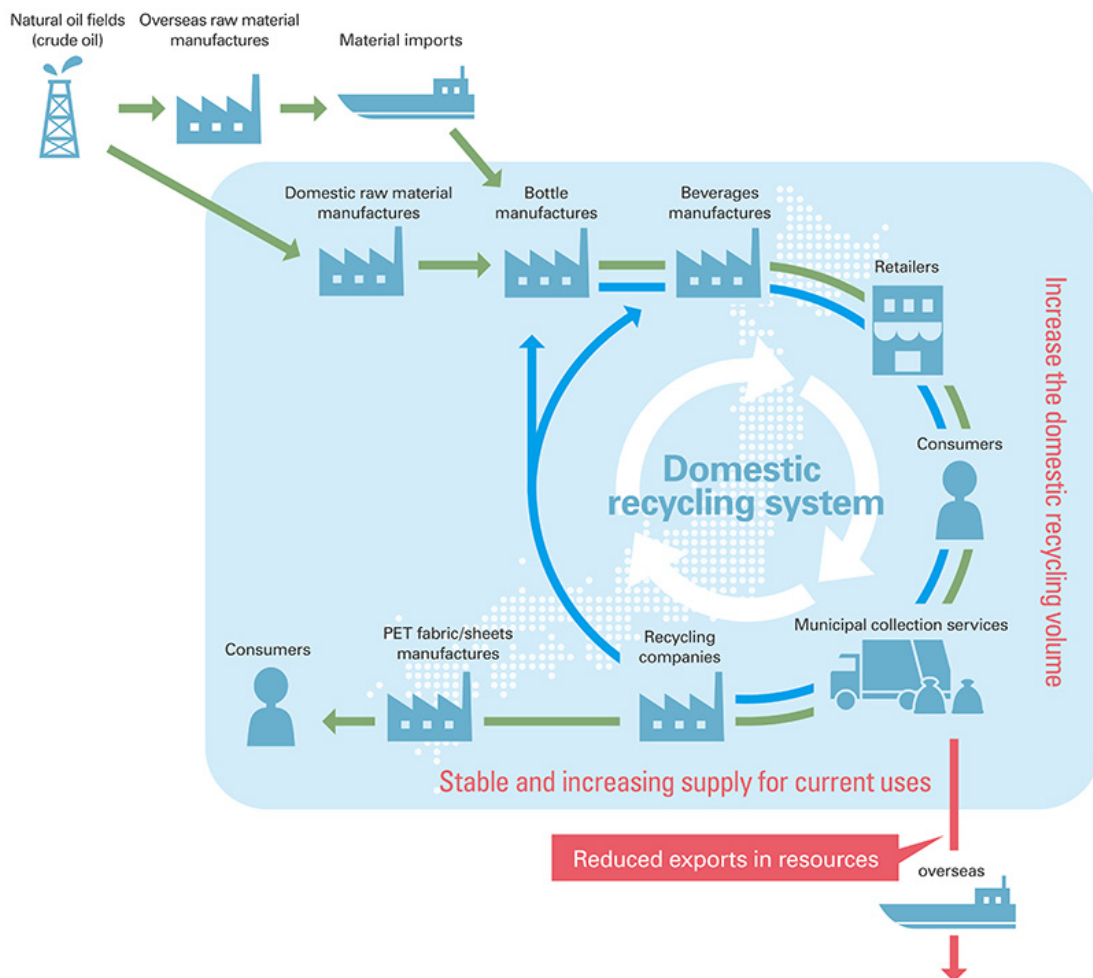 Natural oil fields
(crude oil)
Overseas raw material
manufactures
Material imports
Domestic raw material
manufactures
Bottle
manufactures
Beverages
manufactures
Retailers
Increase the domestic recycling volume
Consumers
Domestic
recycling system
Municipal collection services
Recycling
companies
PET fabric/sheets
manufactures
Consumers
Stable and increasing supply for current uses
Reduced exports in resources
overseas